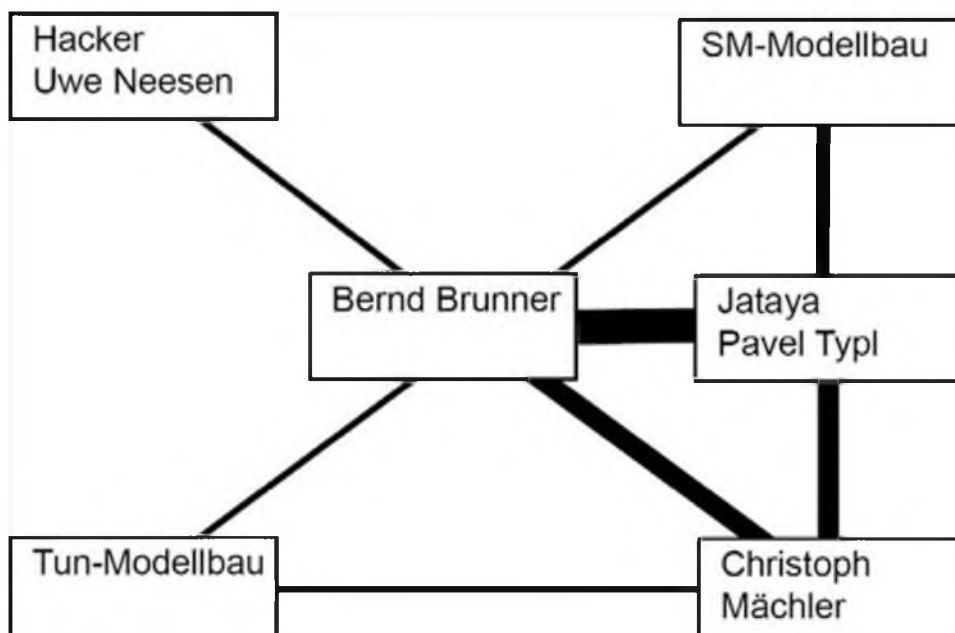 Hacker
Uwe Neesen
SM-Modellbau
Bernd Brunner
Jataya
Pavel Typl
Tun-Modellbau
Christoph
Mächler